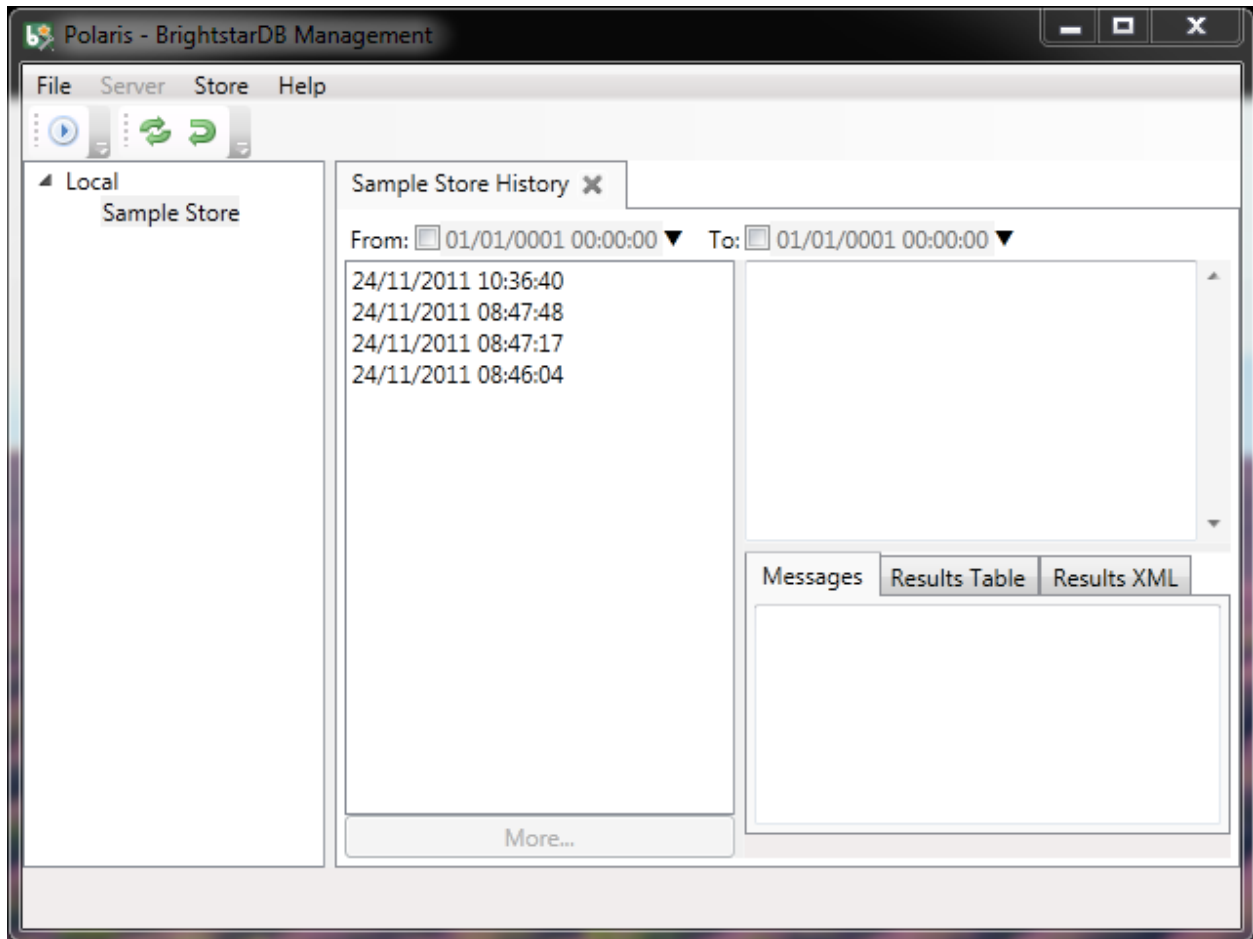 Polaris - BrightstarDB Management
File Server Store Help
Local
Sample Store
Sample Store History
From: 01/01/0001 00:00:00 To: 01/01/0001 00:00:00
24/11/2011 10:36:40
24/11/2011 08:47:48
24/11/2011 08:47:17
24/11/2011 08:46:04
Messages Results Table Results XML
More...